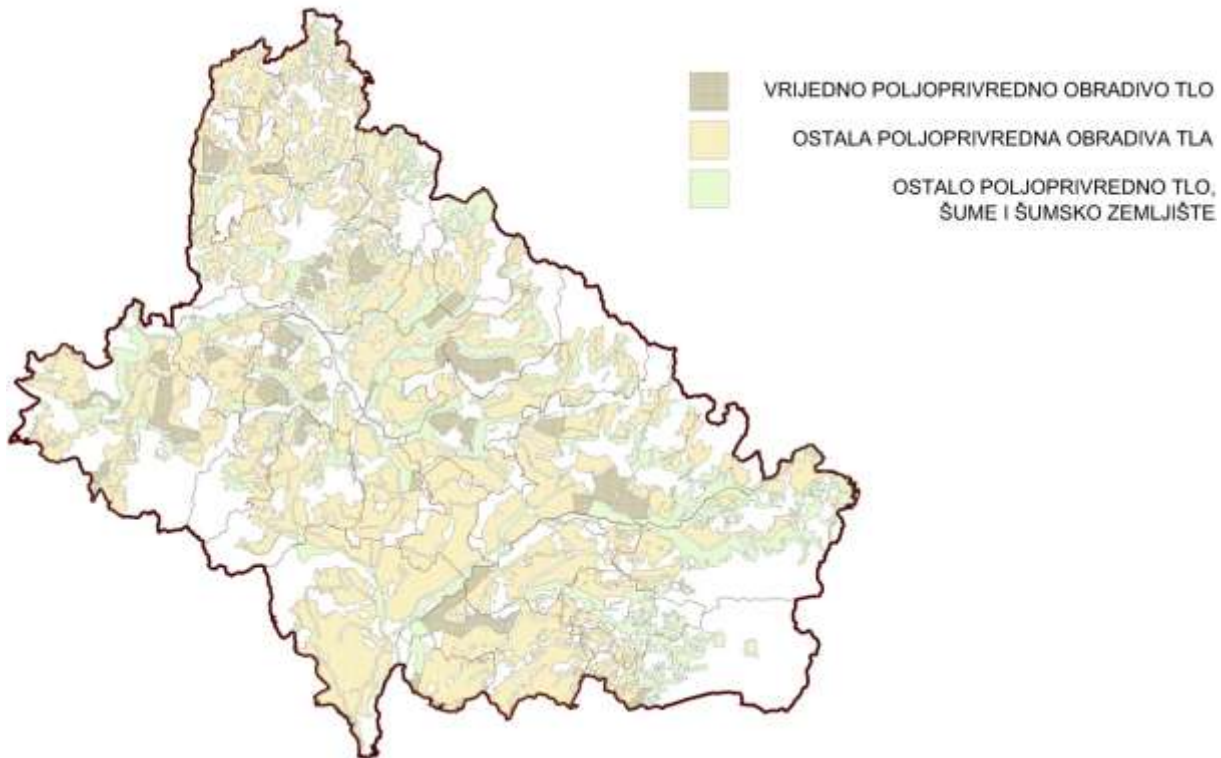 VRIJEDNO POLJOPRIVREDNO OBRADIVO TLO
OSTALA POLJOPRIVREDNA OBRADIVA TLA
OSTALO POLJOPRIVREDNO TLO,
ŠUME I ŠUMSKO ZEMLJIŠTE